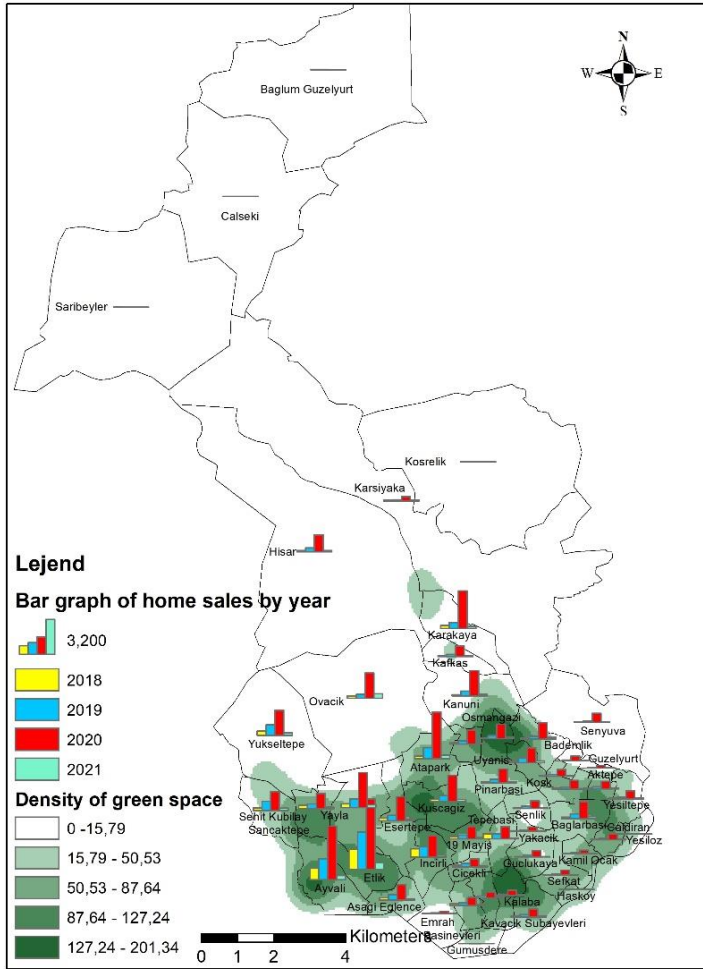 N
W E
S
Baglum Guzelyurt
Calseki
Saribeyler
Kosrelik
Karsiyaka
Hisar
Lejend
Bar graph of home sales by year
3,200
2018
2019
2020
2021
Density of green space
0 -15,79
15,79 - 50,53
50,53 - 87,64
87,64 - 127,24
127,24 - 201,34
Karakaya
Kafkas
Ovacik
Kanuni
Yukseltepe
Osmangazi
Senyuva
Bademlik
Atapark
Uyanis
Guzelyurt
Aktepe
Pinarbasi
Kosk
Yesiltepe
Sehit Kubilay
Yayla
Kuscagiz
Sancaktepe
Esertepe
Tepebasi
Senlik
Baglarbasi
Caldiran
19 Mayis
Yakacik
Yesiloz
Incirli
Ayvali
Etlik
Cicekli
Guclukaya
Kamil Ocak
Sefkat
Haskoy
Asagi Eglence
Kalaba
Emrah
Basinevleri
Kavacik Subayevleri
Gumusdere
Kilometers
0 1 2 4